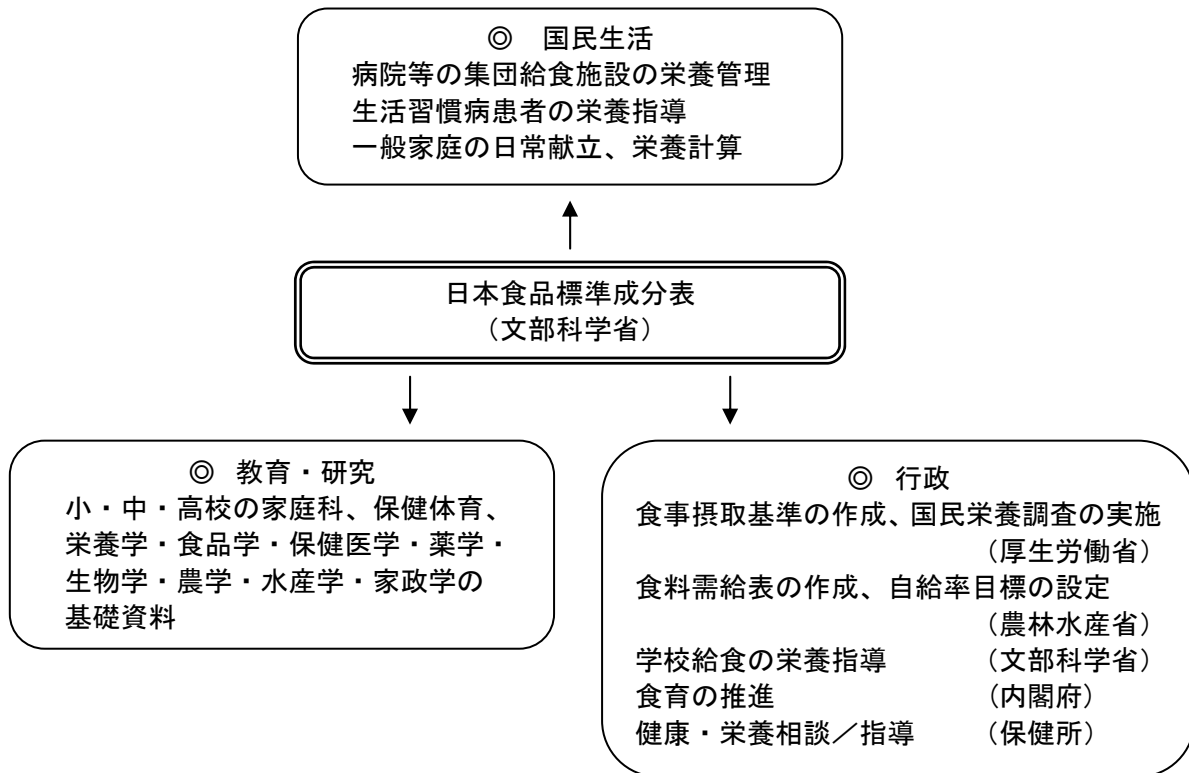 ◎ 国民生活
病院等の集団給食施設の栄養管理
生活習慣病患者の栄養指導
一般家庭の日常献立、栄養計算
日本食品標準成分表
（文部科学省）
◎ 教育・研究
小・中・高校の家庭科、保健体育、
栄養学・食品学・保健医学・薬学・
生物学・農学・水産学・家政学の
基礎資料
◎ 行政
食事摂取基準の作成、国民栄養調査の実施
（厚生労働省）
食料需給表の作成、自給率目標の設定
（農林水産省）
学校給食の栄養指導 （文部科学省）
食育の推進 （内閣府）
健康・栄養相談／指導 （保健所）